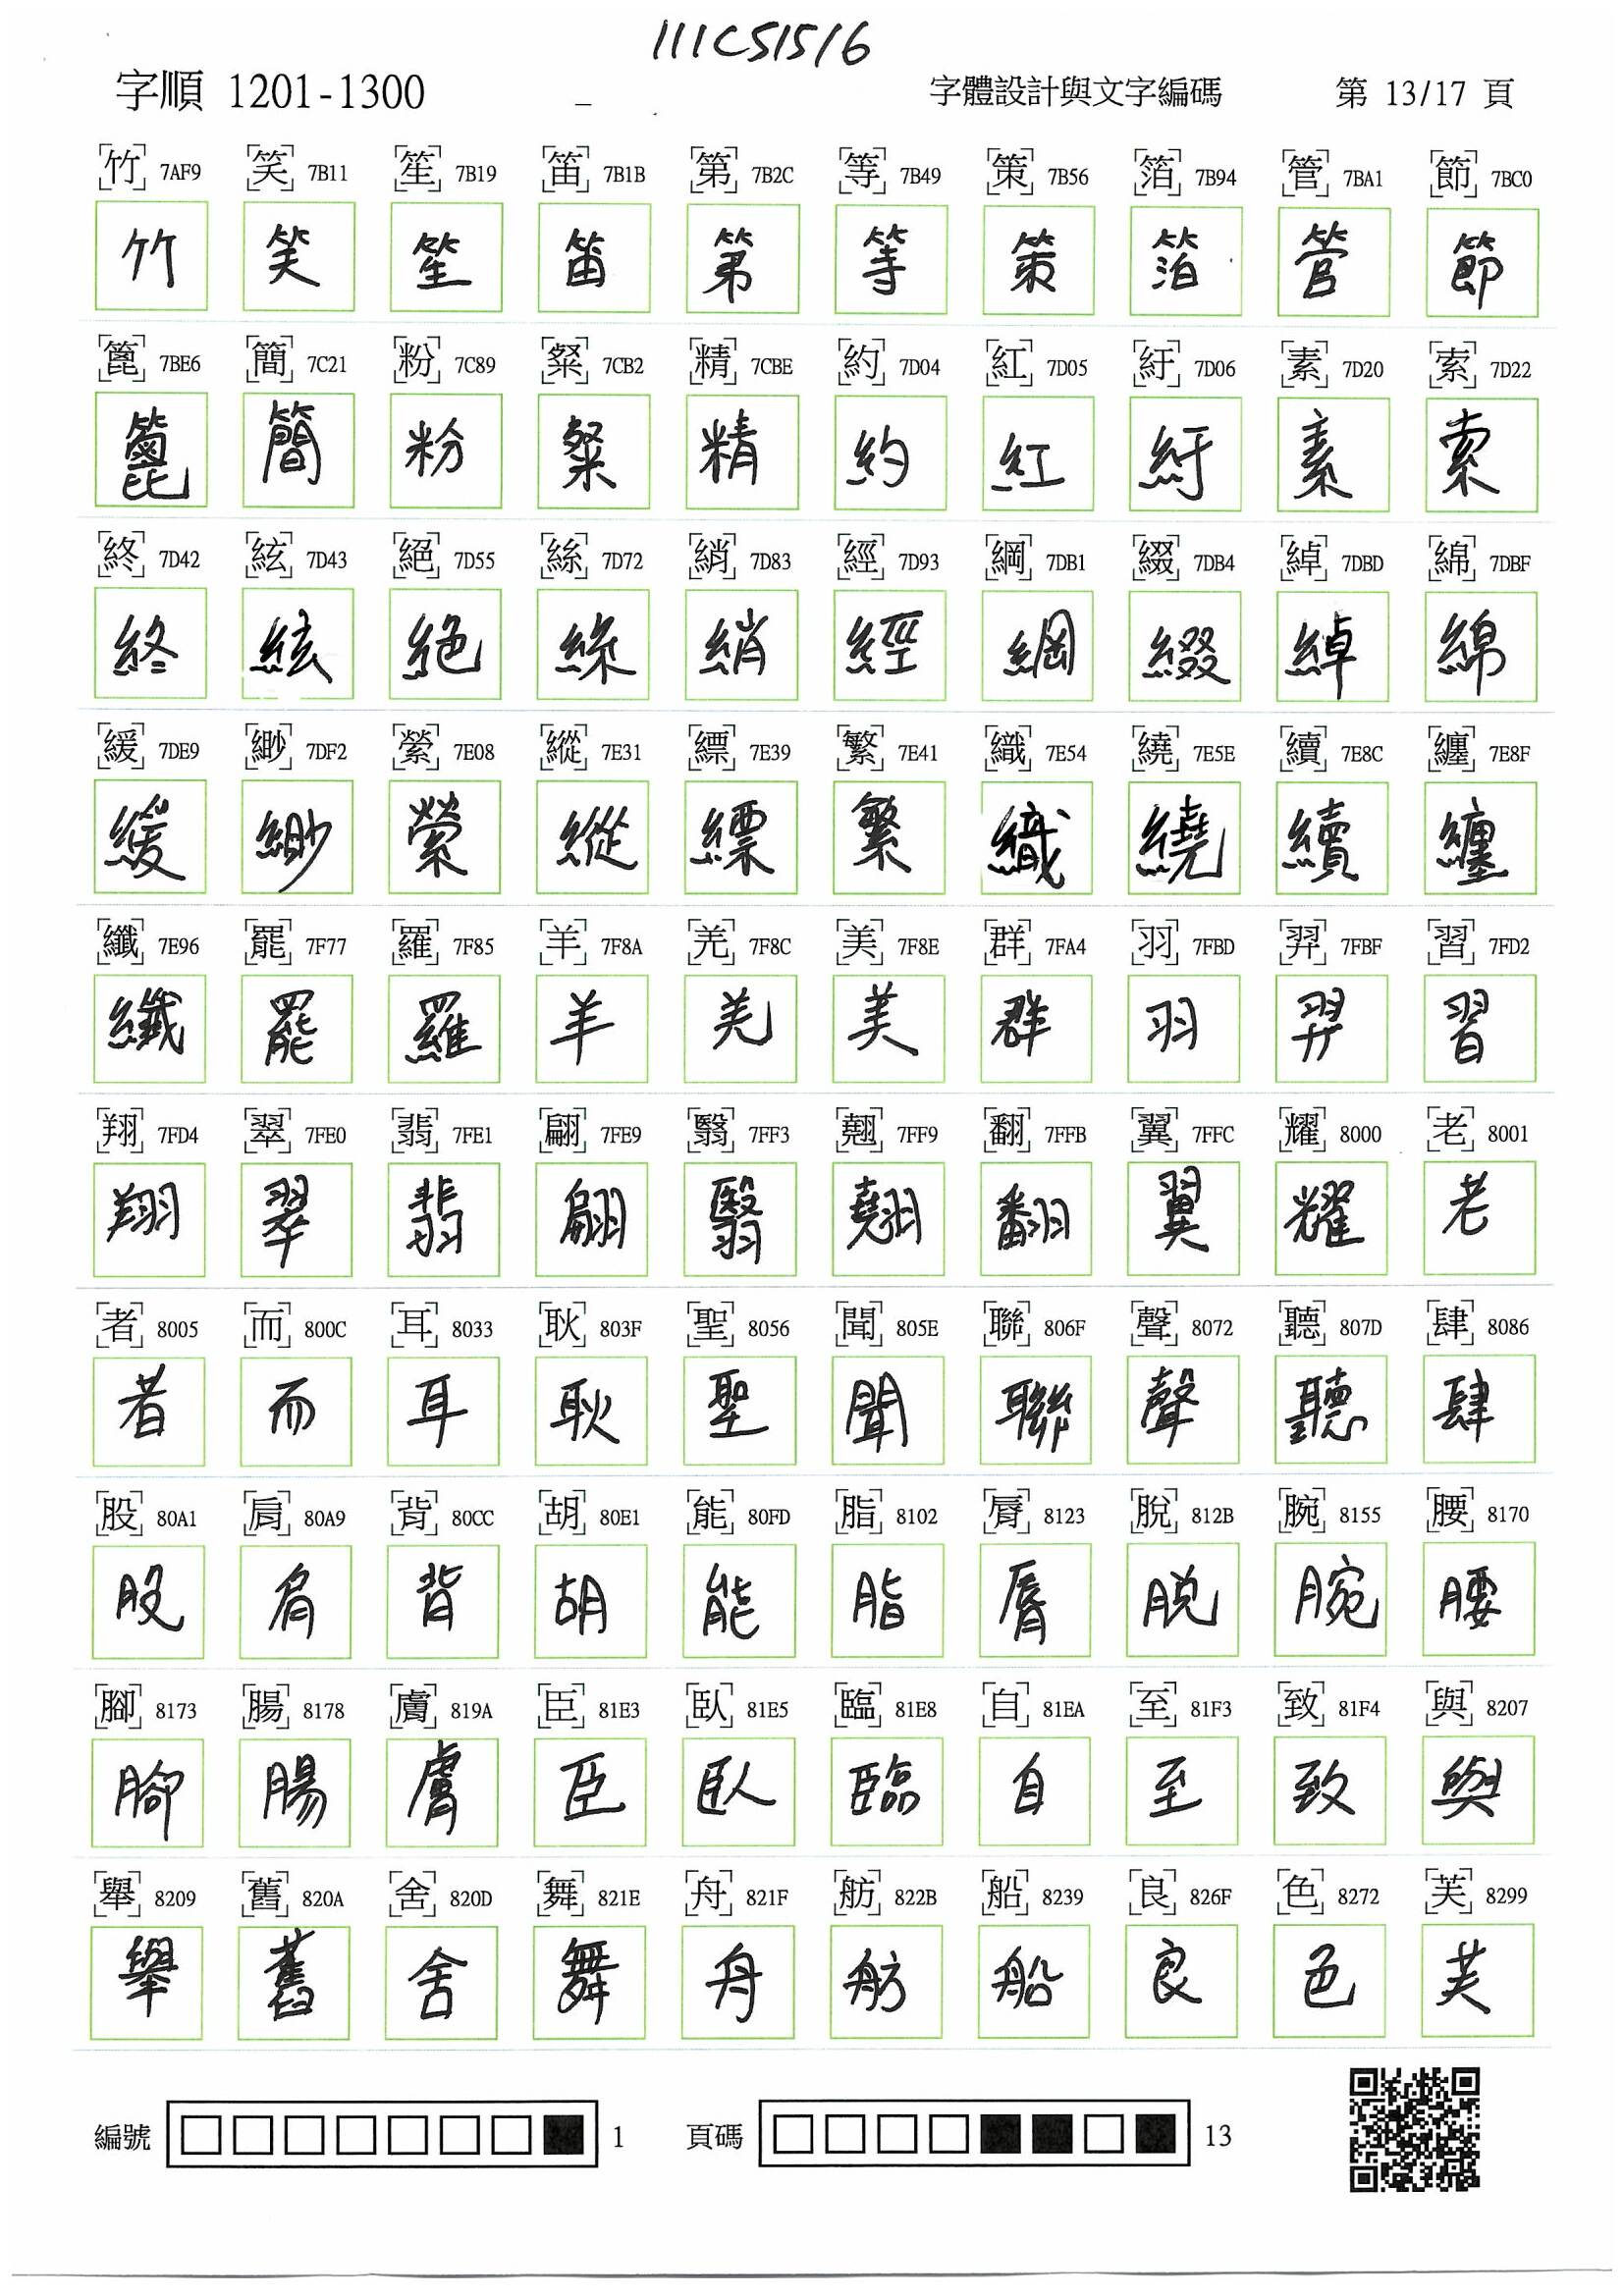 111C51516
字順 1201-1300 _ 字體設計與文字編碼 第 13/17 頁
竹 7AF9 笑 7B11 笙 7B19 笛 7B1B 第 7B2C 等 7B49 策 7B56 箔 7B94 管 7BA1 節 7BC0
竹 笑 笙 笛 第 等 策 箔 管 節
篦 7BE6 簡 7C21 粉 7C89 粲 7CB2 精 7CBE 約 7D04 紅 7D05 紆 7D06 素 7D20 索 7D22
篦 簡 粉 粲 精 約 紅 紆 素 索
終 7D42 絃 7D43 絕 7D55 絲 7D72 綃 7D83 經 7D93 綱 7DB1 綴 7DB4 綽 7DBD 綿 7DBF
終 絃 絕 絲 綃 經 綱 綴 綽 綿
緩 7DE9 緲 7DF2 縈 7E08 縱 7E31 縹 7E39 繁 7E41 織 7E54 繞 7E5E 續 7E8C 纏 7E8F
緩 緲 縈 縱 縹 繁 織 繞 續 纏
纖 7E96 罷 7F77 羅 7F85 羊 7F8A 羌 7F8C 美 7F8E 群 7FA4 羽 7FBD 羿 7FBF 習 7FD2
纖 罷 羅 羊 羌 美 群 羽 羿 習
翔 7FD4 翠 7FE0 翡 7FE1 翩 7FE9 翳 7FF3 翹 7FF9 翻 7FFB 翼 7FFC 耀 8000 老 8001
翔 翠 翡 翩 翳 翹 翻 翼 耀 老
者 8005 而 800C 耳 8033 耿 803F 聖 8056 聞 805E 聯 806F 聲 8072 聽 807D 肆 8086
者 而 耳 耿 聖 聞 聯 聲 聽 肆
股 80A1 肩 80A9 背 80CC 胡 80E1 能 80FD 脂 8102 脣 8123 脫 812B 腕 8155 腰 8170
股 肩 背 胡 能 脂 脣 脫 腕 腰
腳 8173 腸 8178 膚 819A 臣 81E3 臥 81E5 臨 81E8 自 81EA 至 81F3 致 81F4 與 8207
腳 腸 膚 臣 臥 臨 自 至 致 與
舉 8209 舊 820A 舍 820D 舞 821E 舟 821F 舫 822B 船 8239 良 826F 色 8272 芙 8299
舉 舊 舍 舞 舟 舫 船 良 色 芙
編號 1 頁碼 13